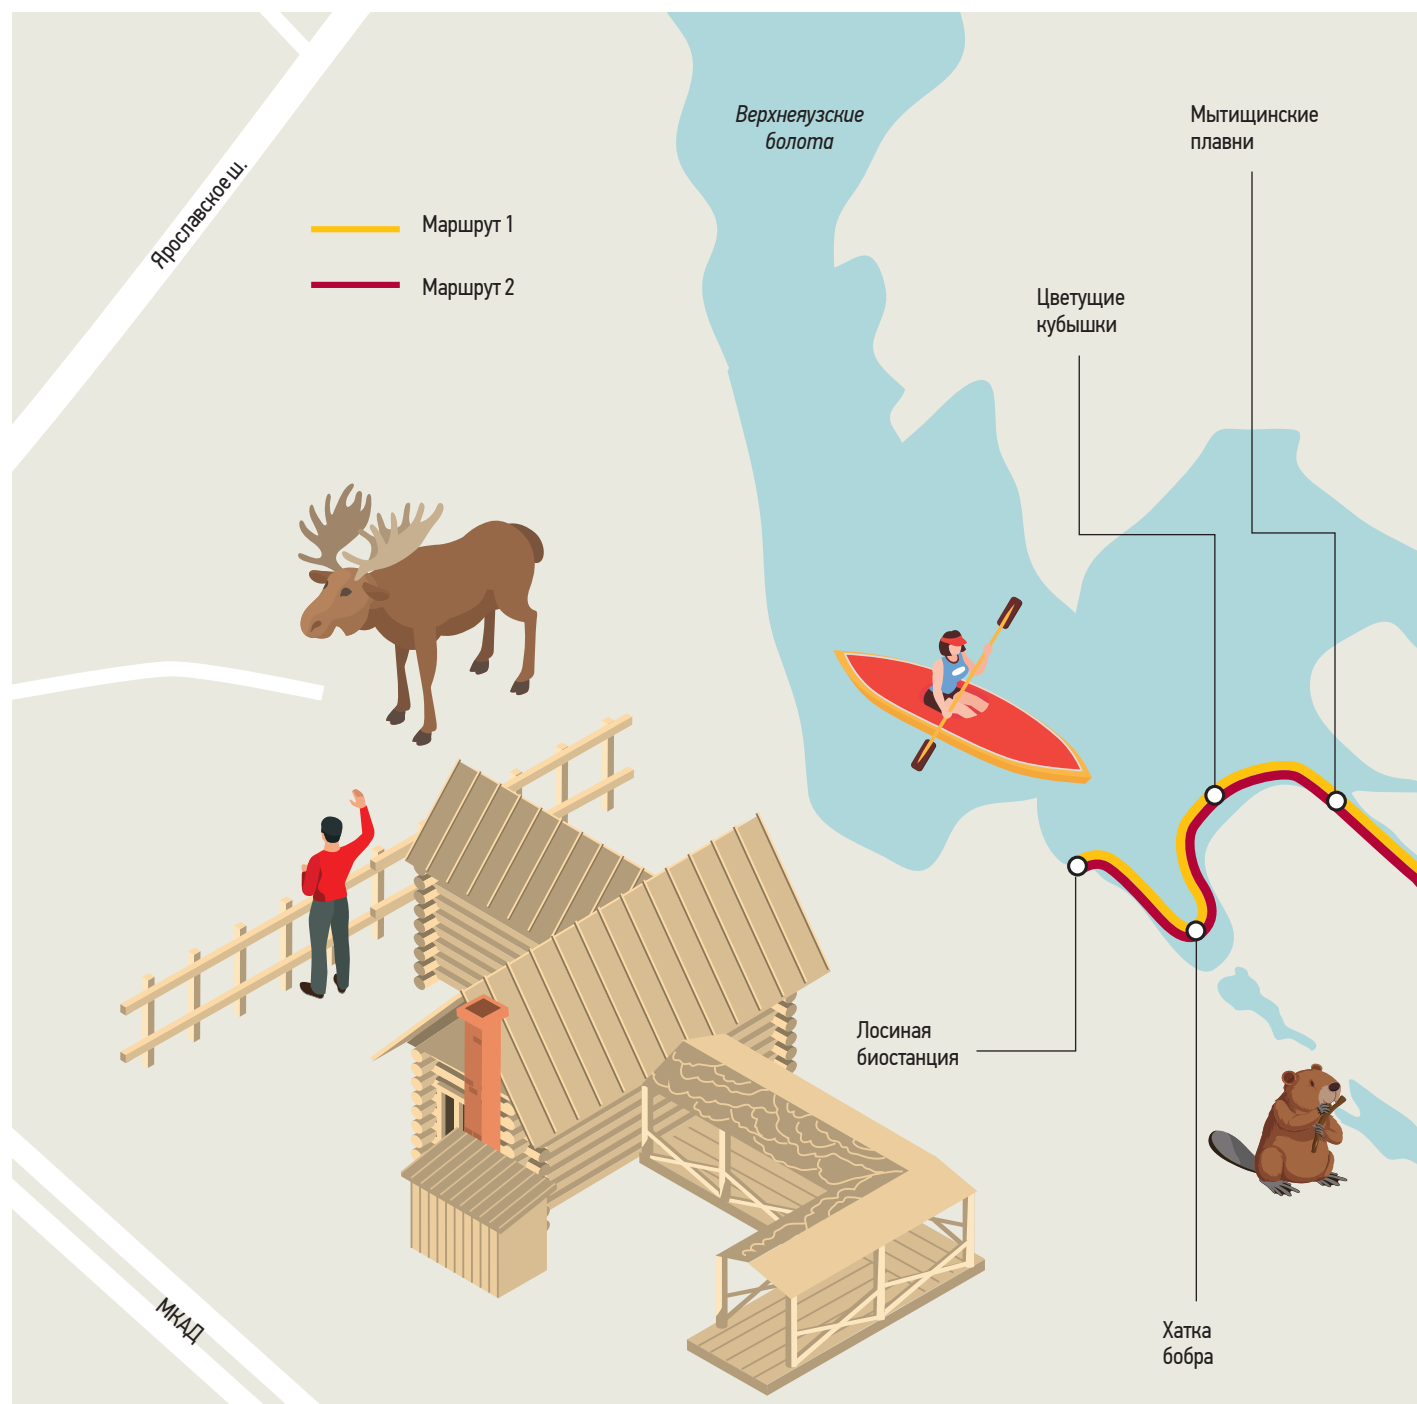 Верхнеяузские
болота
Мытищинские
плавни
Ярославское ш.
Маршрут 1
Маршрут 2
Цветущие
кубышки
Лосиная
биостанция
МКАД
Хатка
бобра